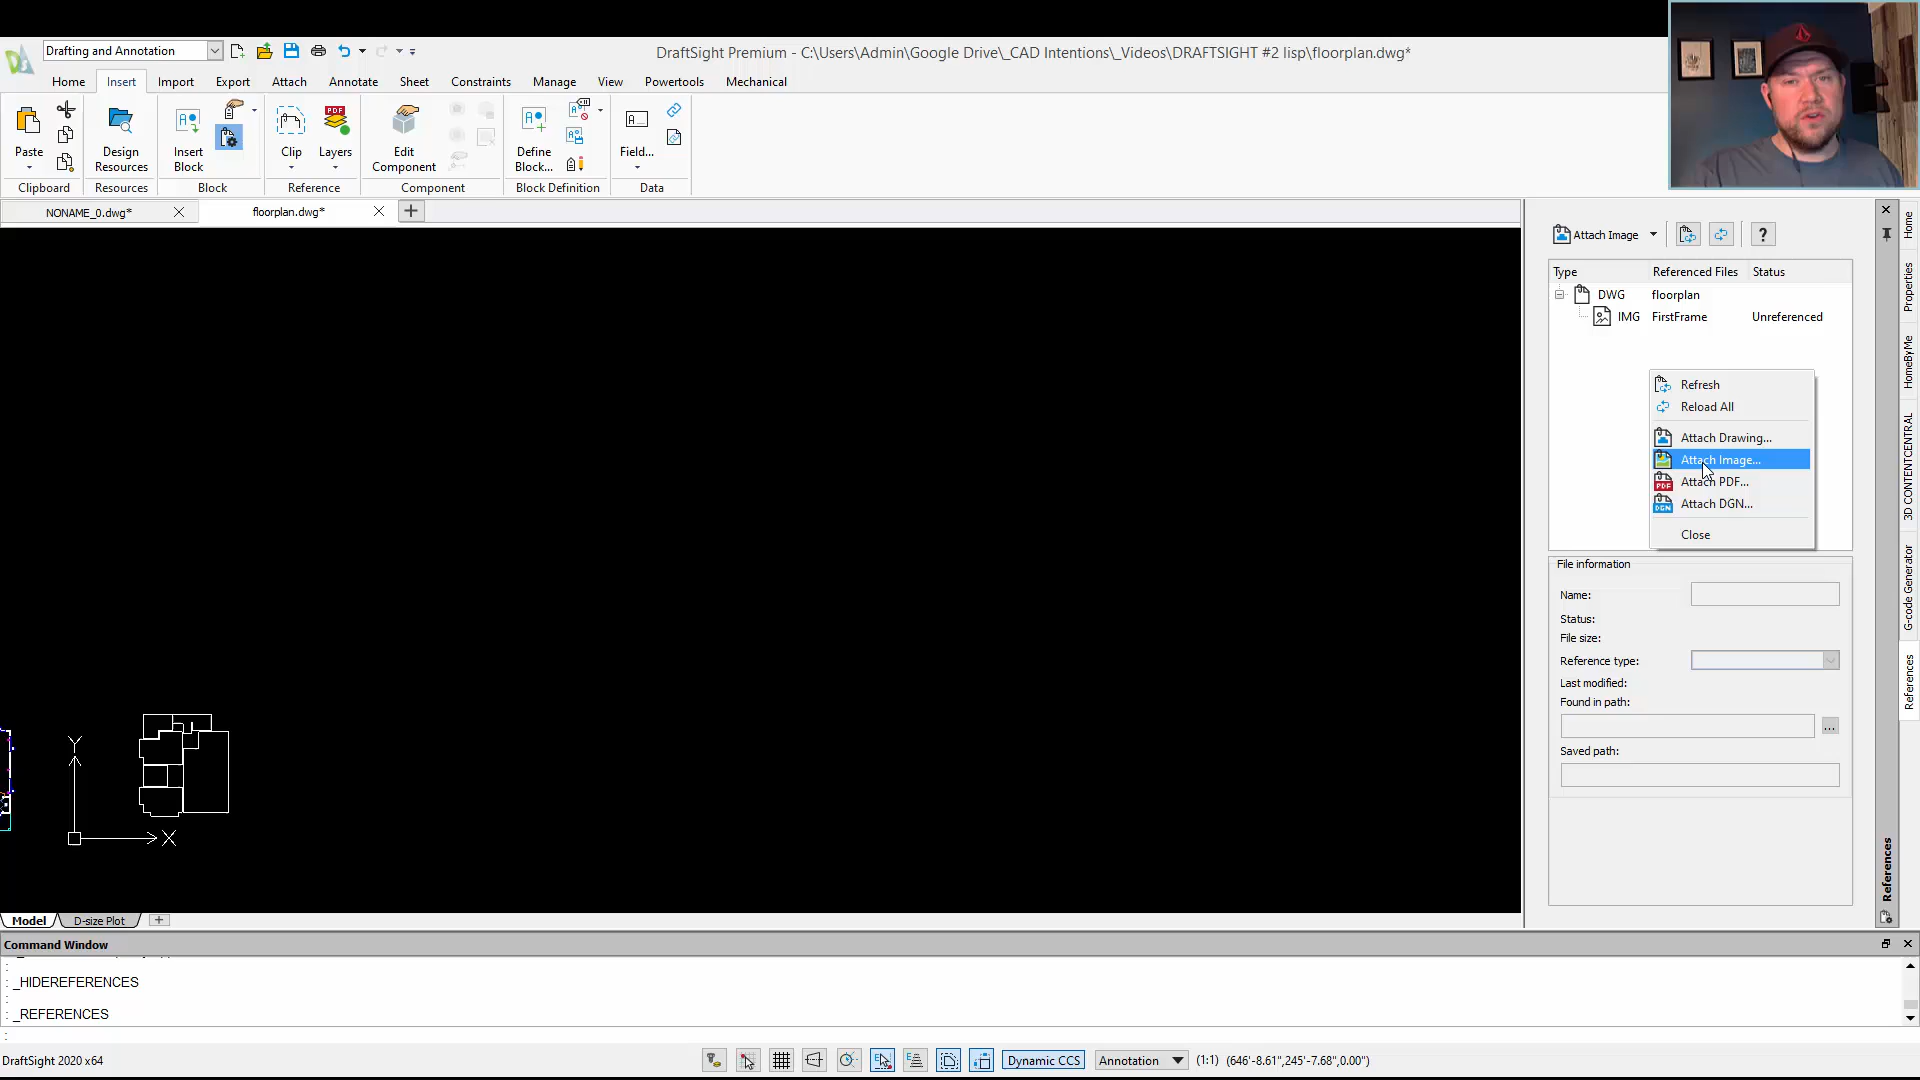 Drafting and Annotation
DraftSight Premium - C:\Users\Admin\Google Drive\_CAD Intentions\_Videos\DRAFTSIGHT #2 lisp\floorplan.dwg*
Home Insert Import Export Attach Annotate Sheet Constraints Manage View Powertools Mechanical
Paste
Design Resources
Insert Block
Clip
PDF
Layers
Edit Component
Define Block...
Field...
Clipboard Resources Block Reference Component Block Definition Data
NONAME_0.dwg* floorplan.dwg*
Attach Image
?
Type Referenced Files Status
DWG floorplan
IMG FirstFrame Unreferenced
Refresh
Reload All
Attach Drawing...
Attach Image...
PDF Attach PDF...
DGN Attach DGN...
Close
File information
Name:
Status:
File size:
Reference type:
Last modified:
Found in path:
...
Saved path:
Home
Properties
HomeByMe
3D CONTENTCENTRAL
G-code Generator
References
References
Y
X
Model D-size Plot
Command Window
:
: _HIDEREFERENCES
:
: _REFERENCES
:
DraftSight 2020 x64
Dynamic CCS Annotation (1:1) (646'-8.61",245'-7.68",0.00")